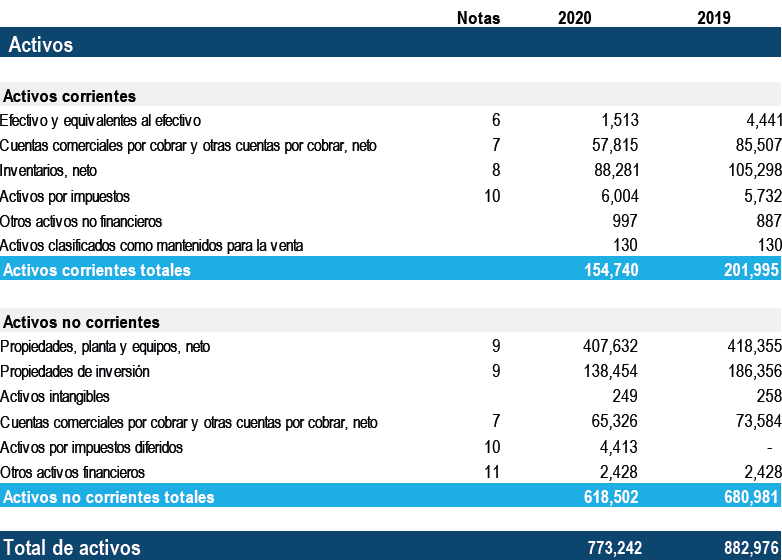 Notas 2020 2019
Activos
Activos corrientes
Efectivo y equivalentes al efectivo 6 1,513 4,441
Cuentas comerciales por cobrar y otras cuentas por cobrar, neto 7 57,815 85,507
Inventarios, neto 8 88,281 105,298
Activos por impuestos 10 6,004 5,732
Otros activos no financieros 997 887
Activos clasificados como mantenidos para la venta 130 130
Activos corrientes totales 154,740 201,995
Activos no corrientes
Propiedades, planta y equipos, neto 9 407,632 418,355
Propiedades de inversión 9 138,454 186,356
Activos intangibles 249 258
Cuentas comerciales por cobrar y otras cuentas por cobrar, neto 7 65,326 73,584
Activos por impuestos diferidos 10 4,413 -
Otros activos financieros 11 2,428 2,428
Activos no corrientes totales 618,502 680,981
Total de activos 773,242 882,976